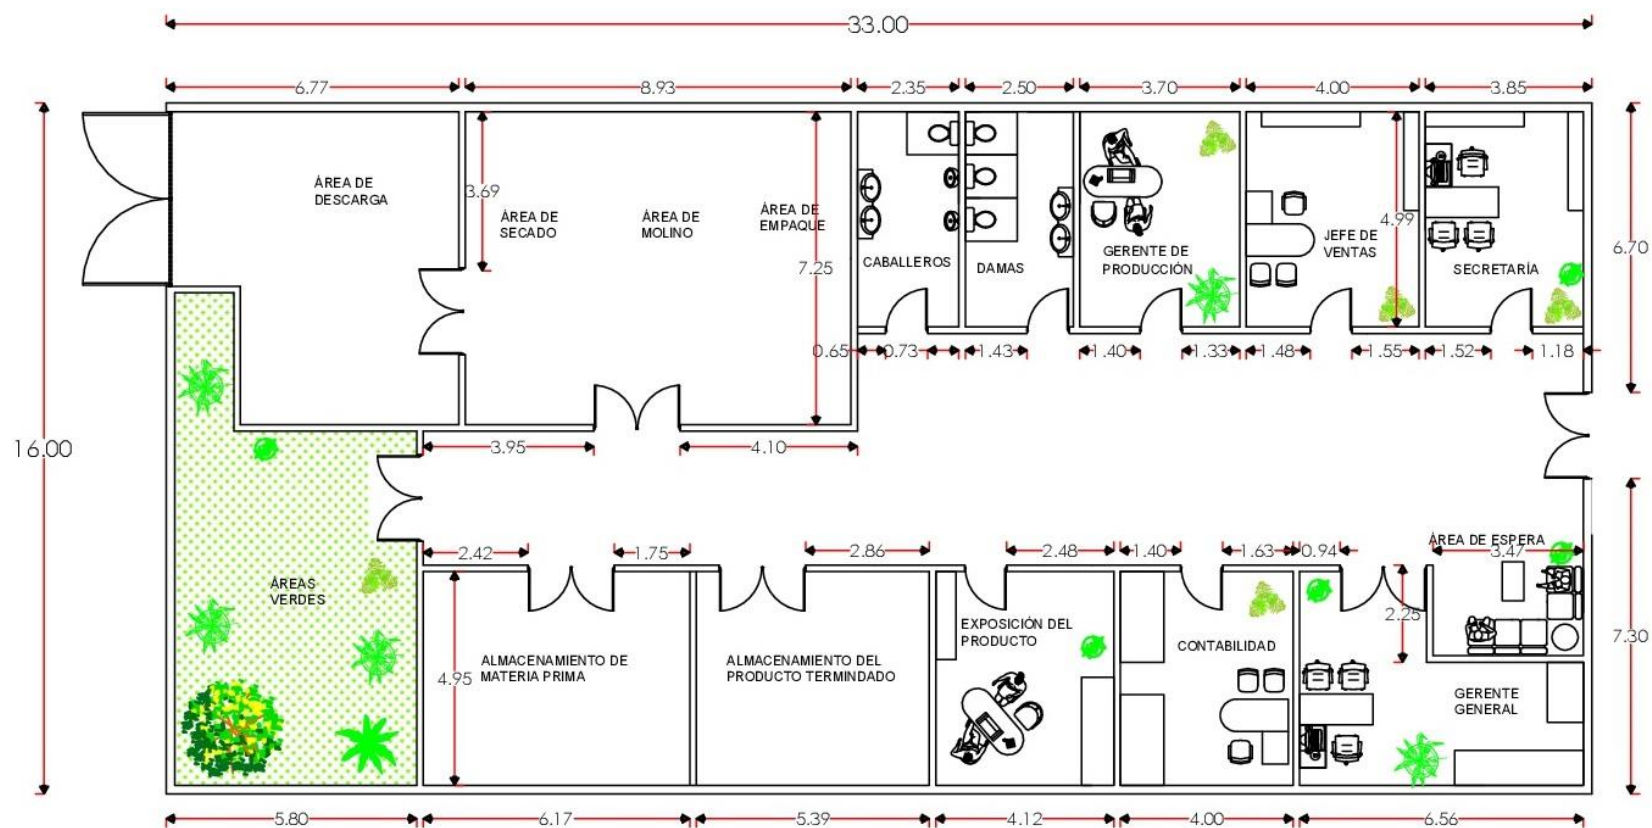 33.00
6.77
8.93
2.35
2.50
3.70
4.00
3.85
3.69
ÁREA DE
DESCARGA
ÁREA DE
SECADO
ÁREA DE
MOLINO
ÁREA DE
EMPAQUE
7.25
CABALLEROS
DAMAS
GERENTE DE
PRODUCCIÓN
JEFE DE
VENTAS
4.99
SECRETARÍA
6.70
0.65
0.73
1.43
1.40
1.33
1.48
1.55
1.52
1.18
16.00
3.95
4.10
2.42
1.75
2.86
2.48
1.40
1.63
0.94
ÁREA DE ESPERA
3.47
ÁREAS
VERDES
2.25
EXPOSICIÓN DEL
PRODUCTO
CONTABILIDAD
7.30
4.95
ALMACENAMIENTO DE
MATERIA PRIMA
ALMACENAMIENTO DEL
PRODUCTO TERMINDADO
GERENTE
GENERAL
5.80
6.17
5.39
4.12
4.00
6.56